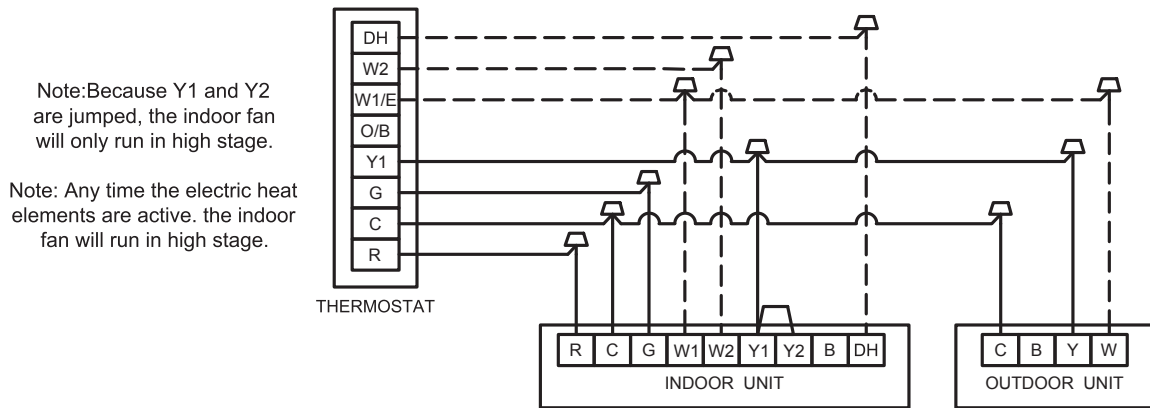 Note:Because Y1 and Y2
are jumped, the indoor fan
will only run in high stage.
Note: Any time the electric heat
elements are active. the indoor
fan will run in high stage.
DH
W2
W1/E
O/B
Y1
G
C
R
THERMOSTAT
R C G W1 W2 Y1 Y2 B DH
INDOOR UNIT
C B Y W
OUTDOOR UNIT